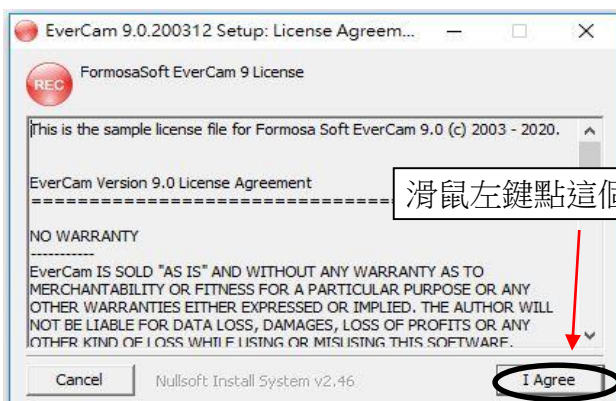 EverCam 9.0.200312 Setup: License Agreem...
REC
FormosaSoft EverCam 9 License
This is the sample license file for Formosa Soft EverCam 9.0 (c) 2003 - 2020.
EverCam Version 9.0 License Agreement
滑鼠左鍵點這個
NO WARRANTY
-----------
EverCam IS SOLD "AS IS" AND WITHOUT ANY WARRANTY AS TO
MERCHANTABILITY OR FITNESS FOR A PARTICULAR PURPOSE OR ANY
OTHER WARRANTIES EITHER EXPRESSED OR IMPLIED. THE AUTHOR WILL
NOT BE LIABLE FOR DATA LOSS, DAMAGES, LOSS OF PROFITS OR ANY
OTHER KIND OF LOSS WHILE USING OR MISUSING THIS SOFTWARE.
Cancel
Nullsoft Install System v2.46
I Agree